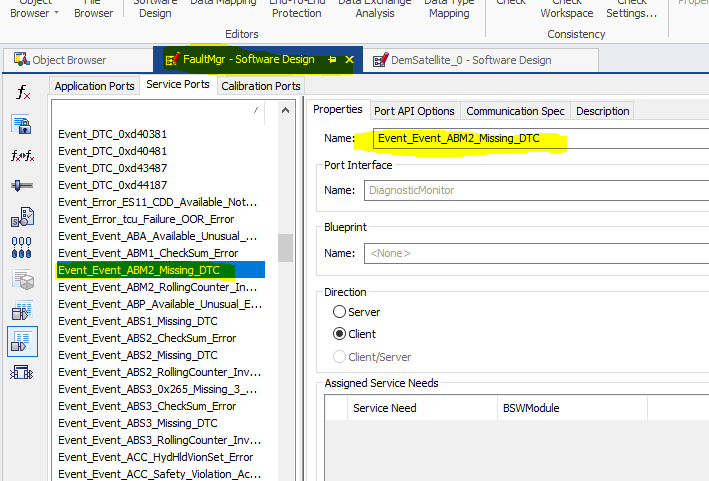 Object
Browser
File
Browser
Software
Design
Data Mapping
End-To-End
Protection
Data Exchange
Analysis
Data Type
Mapping
Check
Check
Workspace
Check
Settings...
Editors
Consistency
Object Browser
FaultMgr - Software Design
DemSatellite_0 - Software Design
Application Ports
Service Ports
Calibration Ports
Event_DTC_0xd40381
Event_DTC_0xd40481
Event_DTC_0xd43487
Event_DTC_0xd44187
Event_Error_ES11_CDD_Available_Not...
Event_Error_tcu_Failure_OOR_Error
Event_Event_ABA_Available_Unusual_...
Event_Event_ABM1_CheckSum_Error
Event_Event_ABM2_Missing_DTC
Event_Event_ABM2_RollingCounter_In...
Event_Event_ABP_Available_Unusual_E...
Event_Event_ABS1_Missing_DTC
Event_Event_ABS2_CheckSum_Error
Event_Event_ABS2_Missing_DTC
Event_Event_ABS2_RollingCounter_Inv...
Event_Event_ABS3_0x265_Missing_3_...
Event_Event_ABS3_CheckSum_Error
Event_Event_ABS3_Missing_DTC
Event_Event_ABS3_RollingCounter_Inv...
Event_Event_ACC_HydHldVionSet_Error
Event_Event_ACC_Safety_Violation_Ac...
Properties
Port API Options
Communication Spec
Description
Name: Event_Event_ABM2_Missing_DTC
Port Interface
Name: DiagnosticMonitor
Blueprint
Name: <None>
Direction
Server
Client
Client/Server
Assigned Service Needs
Service Need
BSWModule